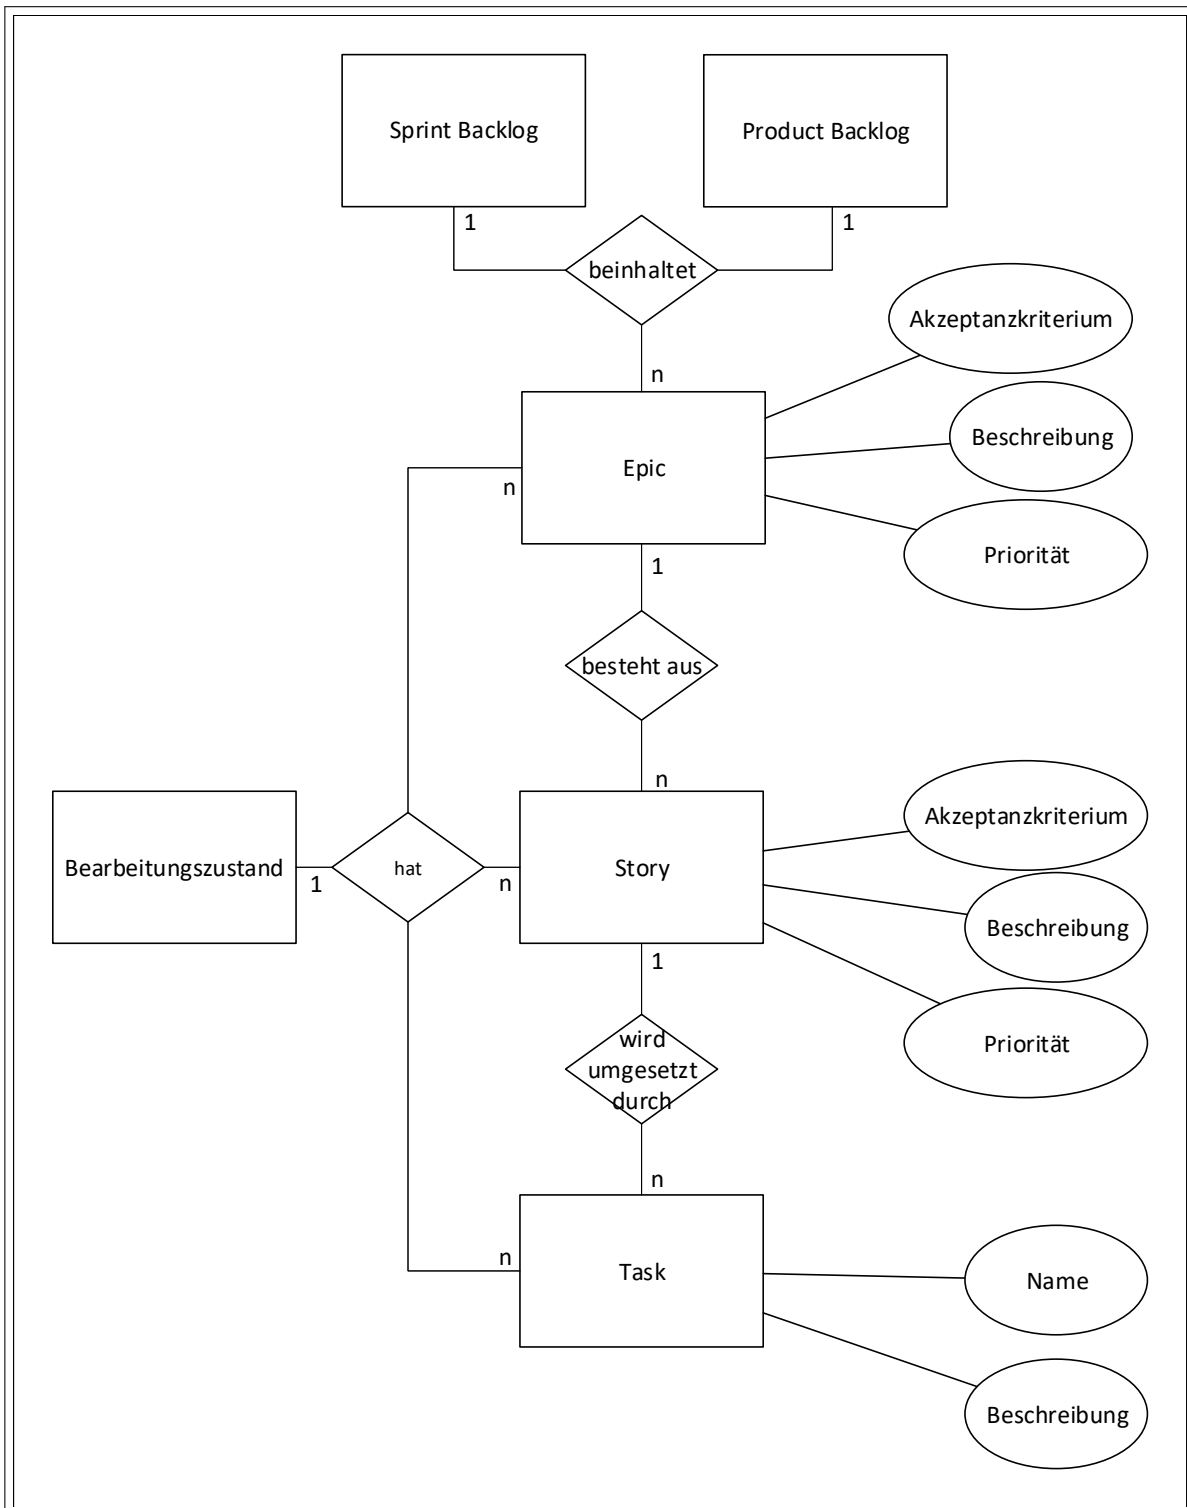 Sprint Backlog
Product Backlog
1
1
beinhaltet
Akzeptanzkriterium
n
Beschreibung
Epic
n
Priorität
1
besteht aus
n
Akzeptanzkriterium
Bearbeitungszustand
1
hat
n
Story
Beschreibung
1
Priorität
wird
umgesetzt
durch
n
n
Task
Name
Beschreibung